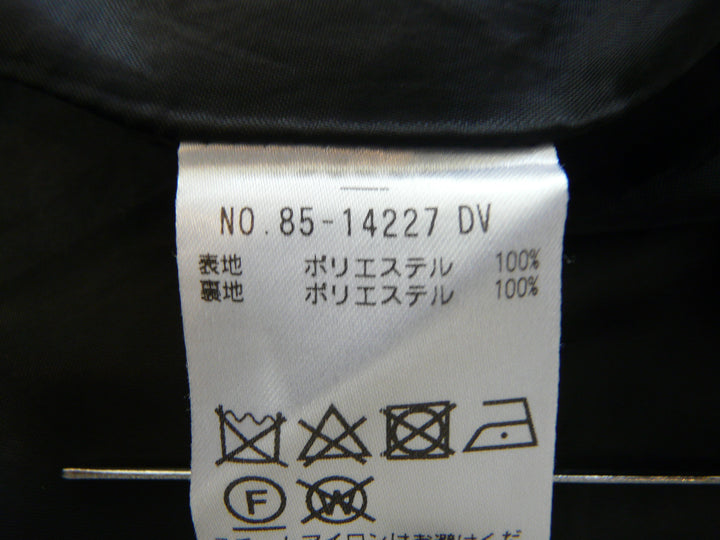 NO.85-14227 DV
表地 ポリエステル 100%
裏地 ポリエステル 100%
F W